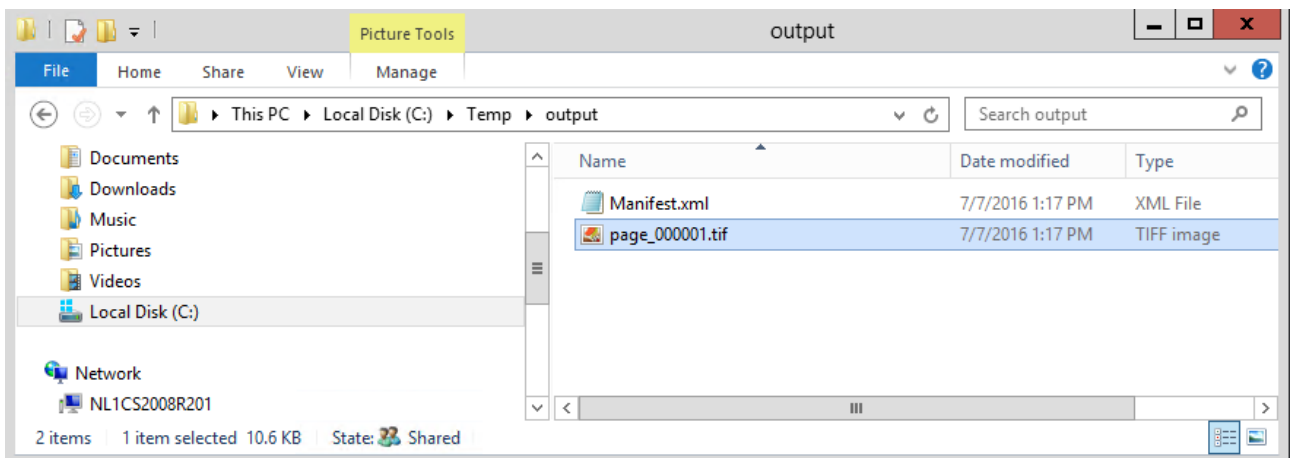 Picture Tools output
File Home Share View Manage
This PC Local Disk (C:) Temp output Search output
Documents
Downloads
Music
Pictures
Videos
Local Disk (C:)
Network
NL1CS2008R201
Name Date modified Type
Manifest.xml 7/7/2016 1:17 PM XML File
page_000001.tif 7/7/2016 1:17 PM TIFF image
2 items 1 item selected 10.6 KB State: Shared